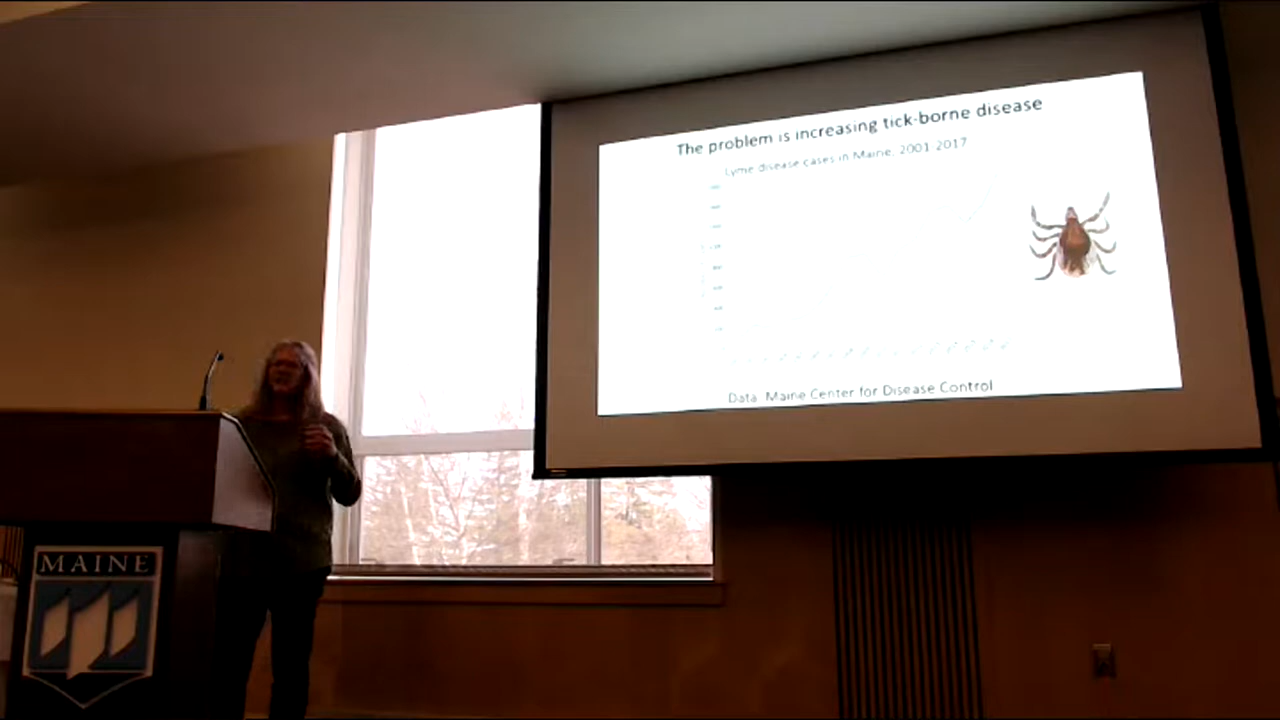 The problem is increasing tick-borne disease
Lyme disease cases in Maine, 2001-2017
Data: Maine Center for Disease Control
MAINE